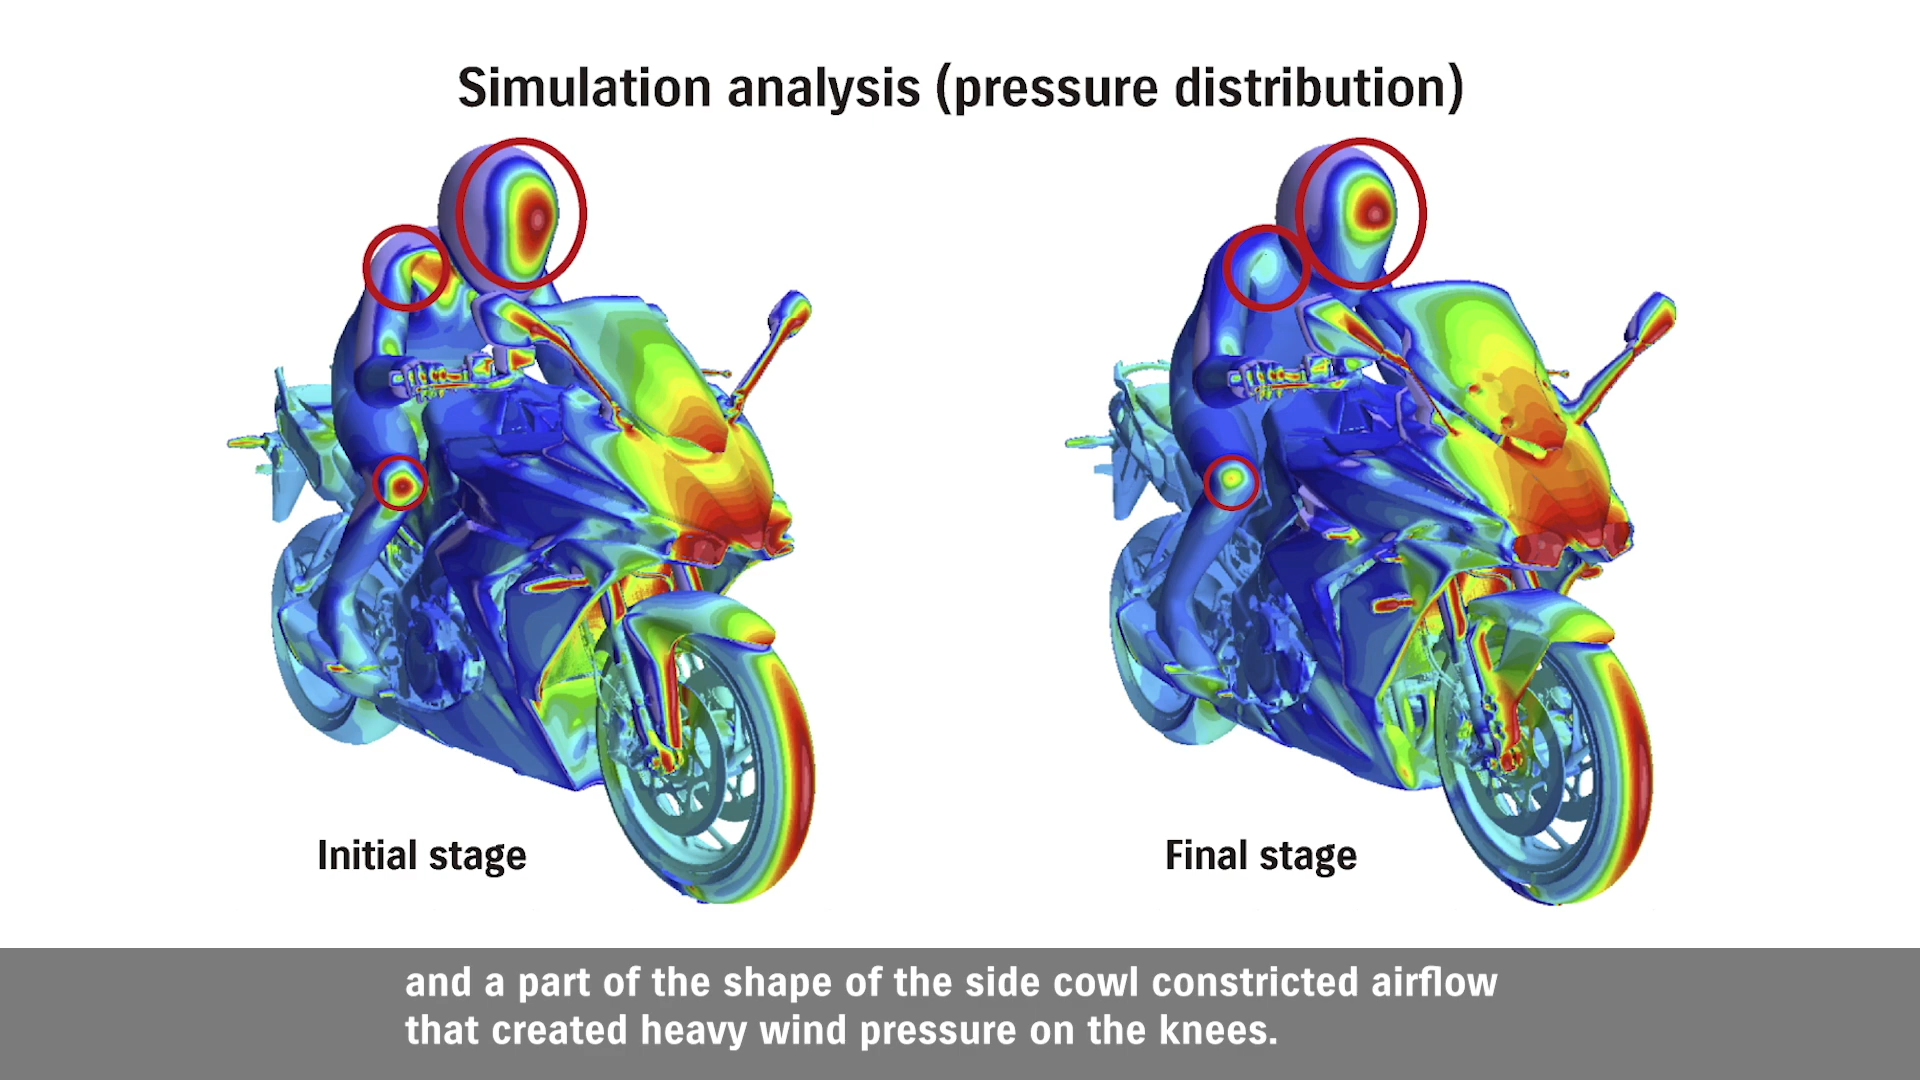 Simulation analysis (pressure distribution)
Initial stage
Final stage
and a part of the shape of the side cowl constricted airflow
that created heavy wind pressure on the knees.